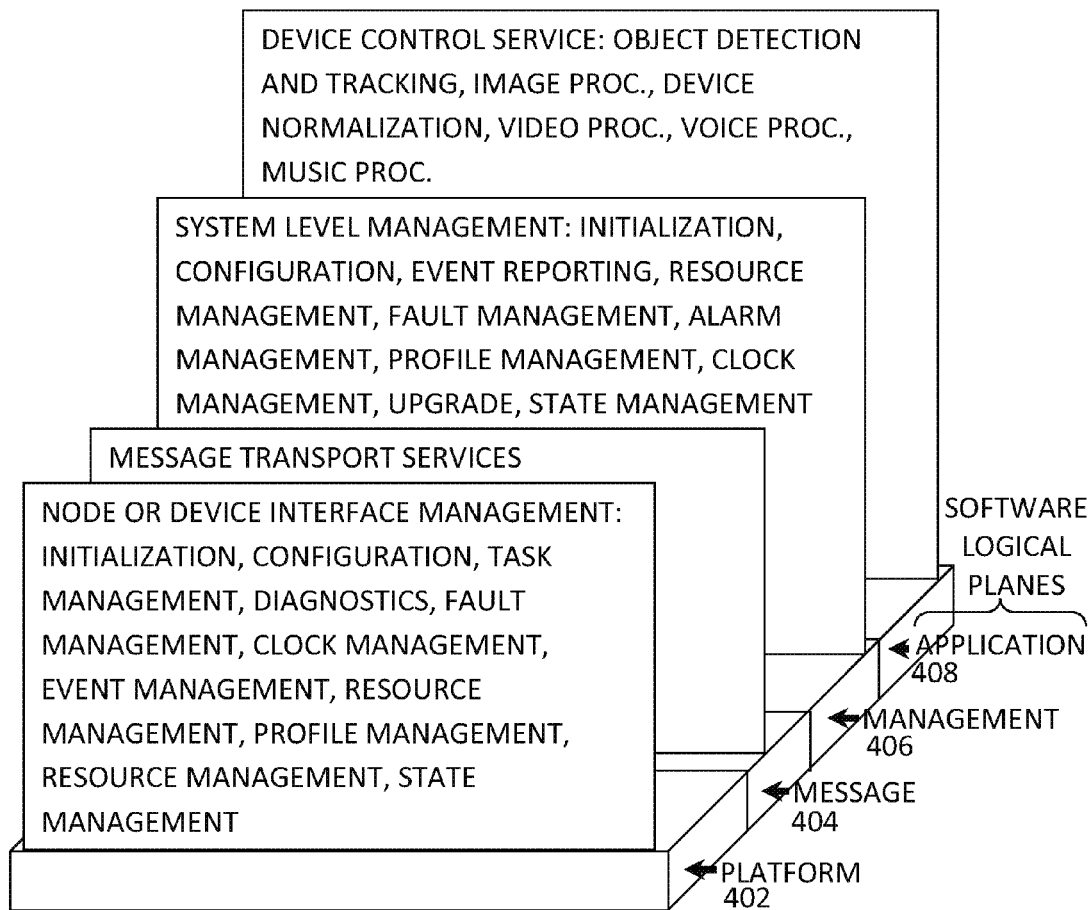 DEVICE CONTROL SERVICE: OBJECT DETECTION
AND TRACKING, IMAGE PROC., DEVICE
NORMALIZATION, VIDEO PROC., VOICE PROC.,
MUSIC PROC.
SYSTEM LEVEL MANAGEMENT: INITIALIZATION,
CONFIGURATION, EVENT REPORTING, RESOURCE
MANAGEMENT, FAULT MANAGEMENT, ALARM
MANAGEMENT, PROFILE MANAGEMENT, CLOCK
MANAGEMENT, UPGRADE, STATE MANAGEMENT
MESSAGE TRANSPORT SERVICES
NODE OR DEVICE INTERFACE MANAGEMENT:
INITIALIZATION, CONFIGURATION, TASK
MANAGEMENT, DIAGNOSTICS, FAULT
MANAGEMENT, CLOCK MANAGEMENT,
EVENT MANAGEMENT, RESOURCE
MANAGEMENT, PROFILE MANAGEMENT,
RESOURCE MANAGEMENT, STATE
MANAGEMENT
SOFTWARE
LOGICAL
PLANES
APPLICATION
408
MANAGEMENT
406
MESSAGE
404
PLATFORM
402